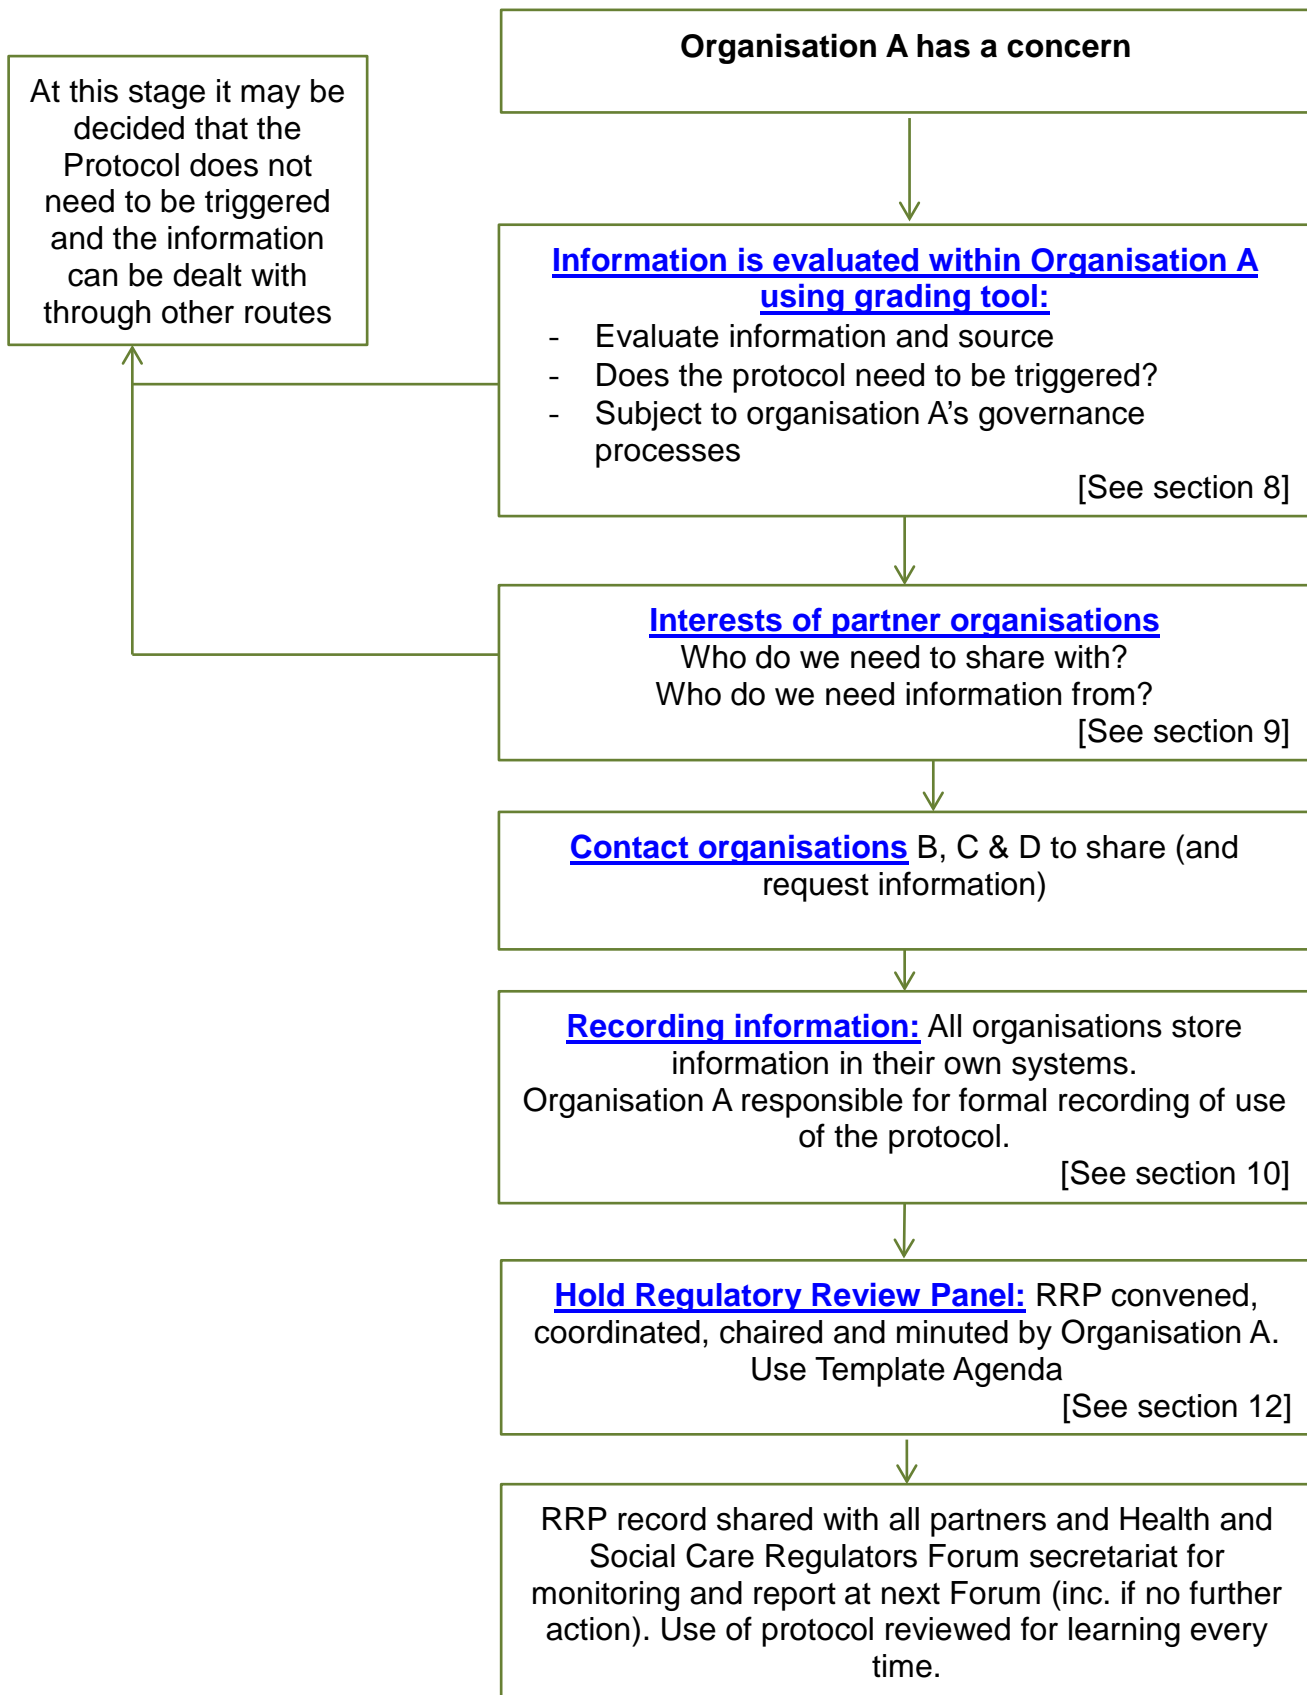 Organisation A has a concern
At this stage it may be
decided that the
Protocol does not
need to be triggered
and the information
can be dealt with
through other routes
Information is evaluated within Organisation A
using grading tool:
- Evaluate information and source
- Does the protocol need to be triggered?
- Subject to organisation A’s governance
processes
[See section 8]
Interests of partner organisations
Who do we need to share with?
Who do we need information from?
[See section 9]
Contact organisations B, C & D to share (and
request information)
Recording information: All organisations store
information in their own systems.
Organisation A responsible for formal recording of use
of the protocol.
[See section 10]
Hold Regulatory Review Panel: RRP convened,
coordinated, chaired and minuted by Organisation A.
Use Template Agenda
[See section 12]
RRP record shared with all partners and Health and
Social Care Regulators Forum secretariat for
monitoring and report at next Forum (inc. if no further
action). Use of protocol reviewed for learning every
time.